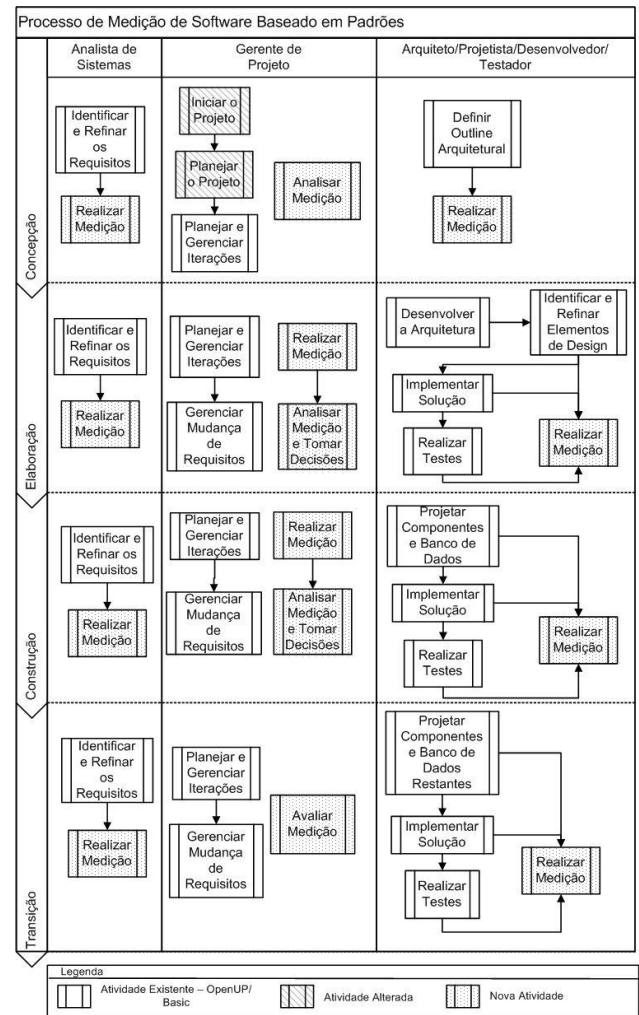 Processo de Medição de Software Baseado em Padrões
Analista de
Sistemas
Gerente de
Projeto
Arquiteto/Projetista/Desenvolvedor/
Testador
Concepção
Identificar
e Refinar
os
Requisitos
Realizar
Medição
Iniciar o
Projeto
Planejar
o Projeto
Planejar e
Gerenciar
Iterações
Analisar
Medição
Definir
Outline
Arquitetural
Realizar
Medição
Elaboração
Identificar e
Refinar os
Requisitos
Realizar
Medição
Planejar e
Gerenciar
Iterações
Gerenciar
Mudança
de
Requisitos
Realizar
Medição
Analisar
Medição
e Tomar
Decisões
Desenvolver
a Arquitetura
Identificar e
Refinar
Elementos
de Design
Implementar
Solução
Realizar
Testes
Realizar
Medição
Construção
Identificar e
Refinar os
Requisitos
Realizar
Medição
Planejar e
Gerenciar
Iterações
Gerenciar
Mudança
de
Requisitos
Realizar
Medição
Analisar
Medição
e Tomar
Decisões
Projetar
Componentes
e Banco de
Dados
Implementar
Solução
Realizar
Testes
Realizar
Medição
Transição
Identificar
e Refinar
os
Requisitos
Realizar
Medição
Planejar e
Gerenciar
Iterações
Gerenciar
Mudança de
Requisitos
Avaliar
Medição
Projetar
Componentes
e Banco de
Dados
Restantes
Implementar
Solução
Realizar
Testes
Realizar
Medição
Legenda
Atividade Existente – OpenUP/
Basic
Atividade Alterada
Nova Atividade